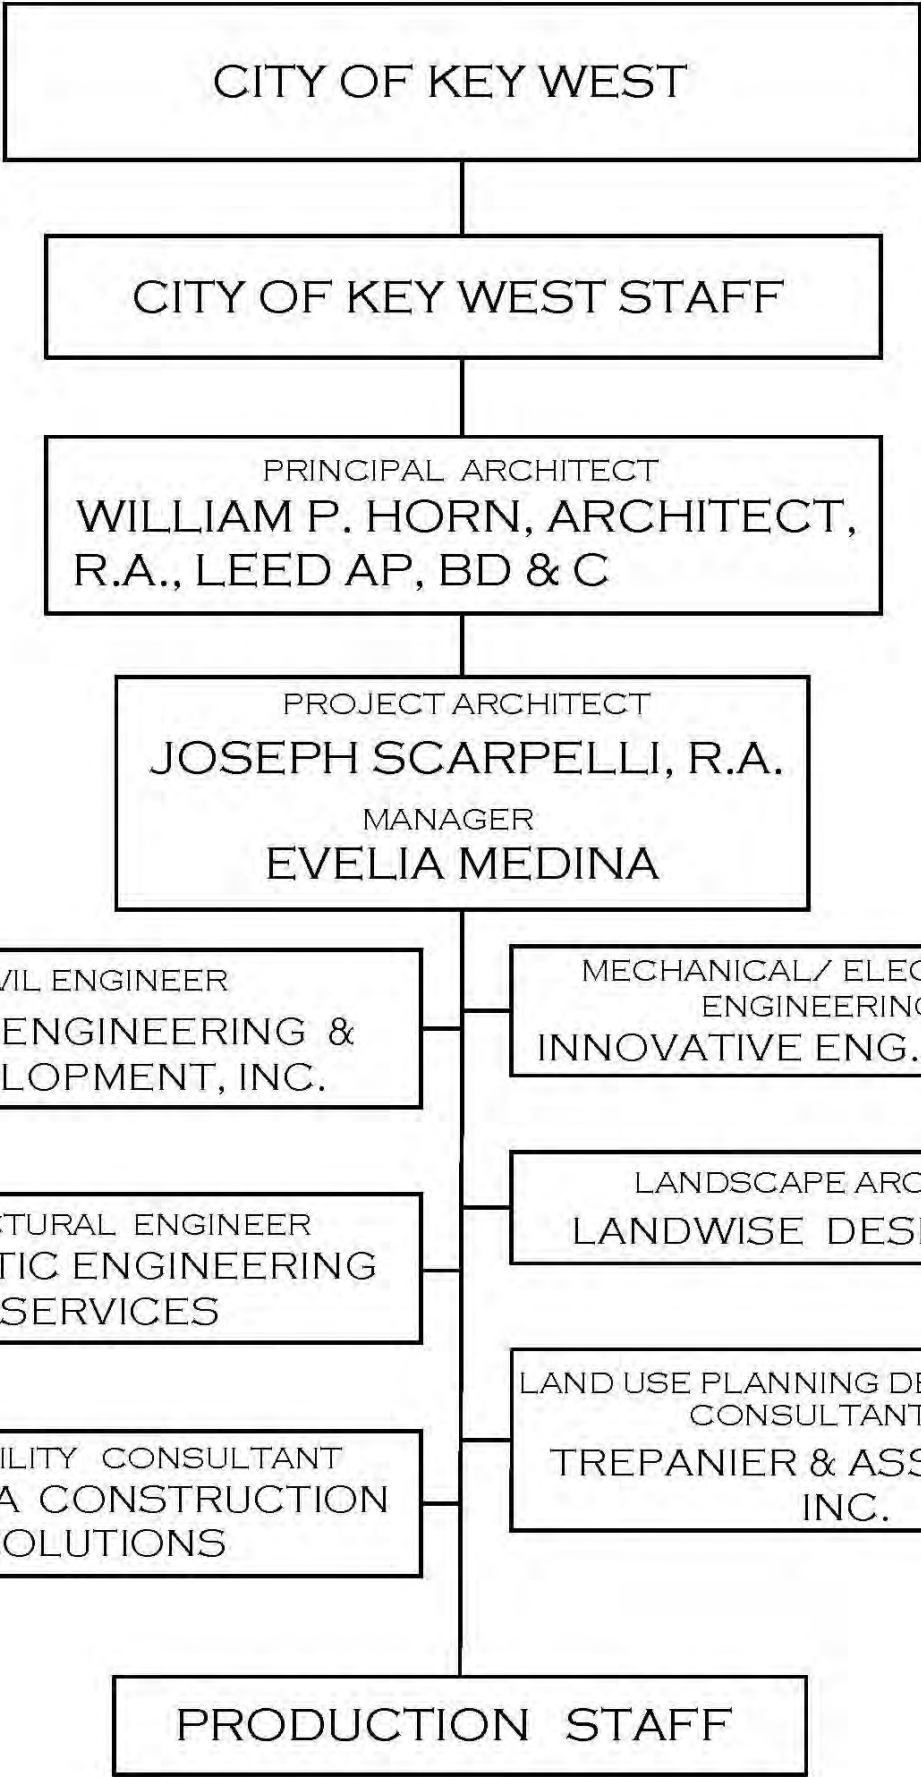 CITY OF KEY WEST
CITY OF KEY WEST STAFF
PRINCIPAL ARCHITECT
WILLIAM P. HORN, ARCHITECT,
R.A., LEED AP, BD & C
PROJECT ARCHITECT
JOSEPH SCARPELLI, R.A.
MANAGER
EVELIA MEDINA
ENGINEER
ENGINEERING &
INC.
MECHANICAL/
ENGINEERING
INNOVATIVE ENG.
ENGINEER
ENGINEERING
SERVICES
LANDSCAPE
LANDWISE
CONSULTANT
CONSTRUCTION
LAND USE PLANNING
CONSULTANT
TREPANIER &
INC.
PRODUCTION STAFF